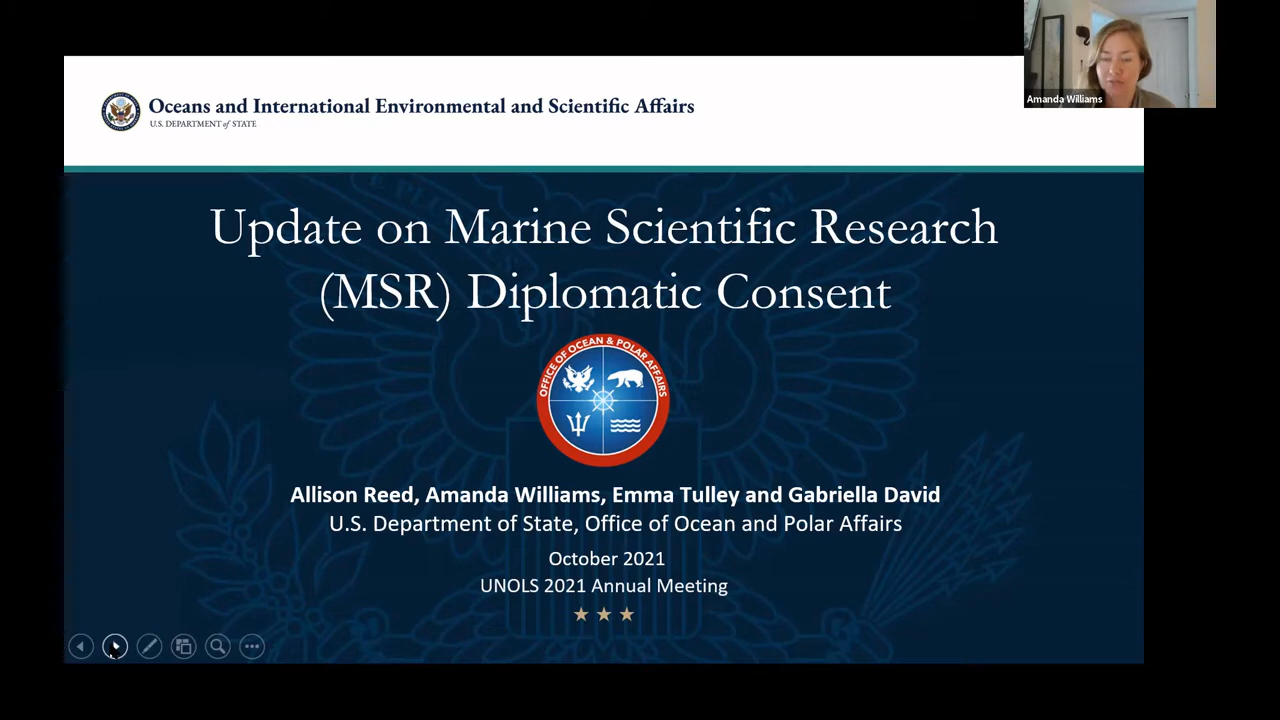 Oceans and International Environmental and Scientific Affairs
U.S. DEPARTMENT of STATE
Amanda Williams
Update on Marine Scientific Research
(MSR) Diplomatic Consent
OFFICE OF OCEAN & POLAR AFFAIRS
Allison Reed, Amanda Williams, Emma Tulley and Gabriella David
U.S. Department of State, Office of Ocean and Polar Affairs
October 2021
UNOLS 2021 Annual Meeting